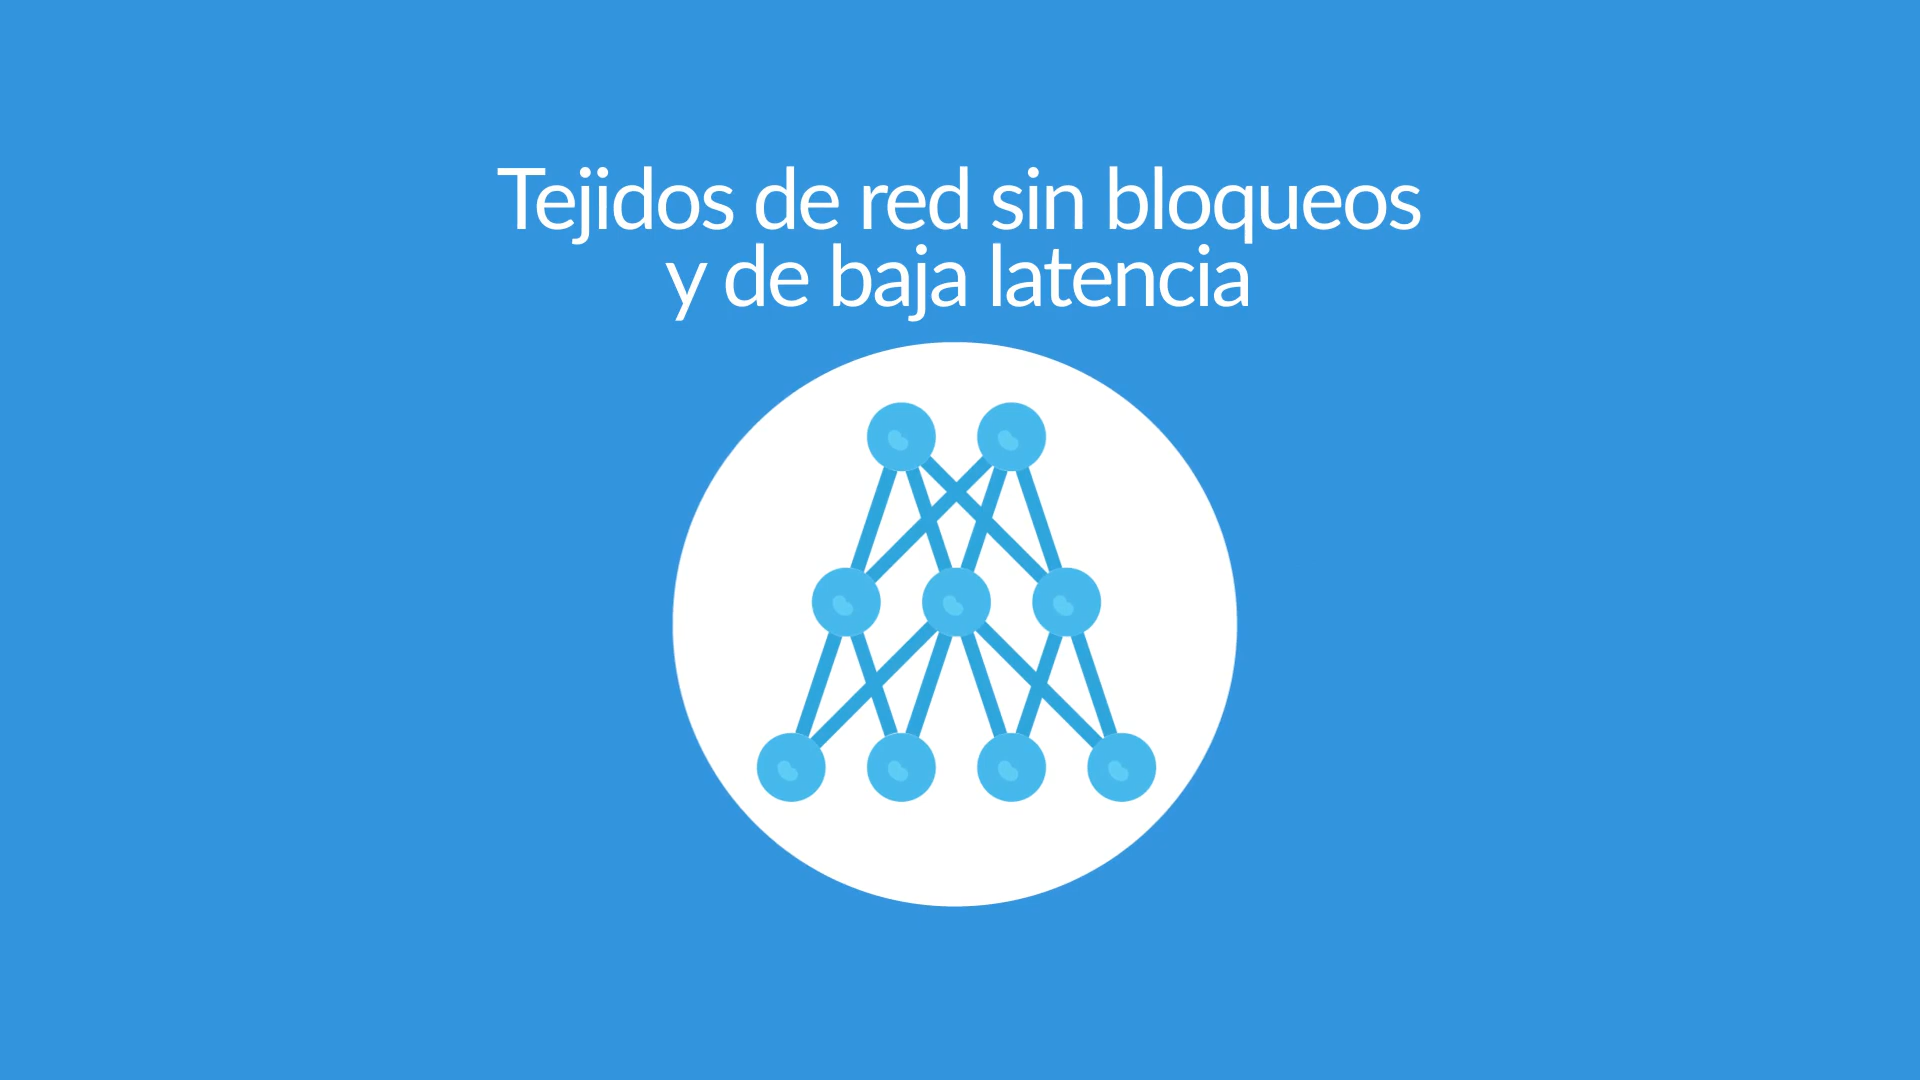 Tejidos de red sin bloqueos
y de baja latencia